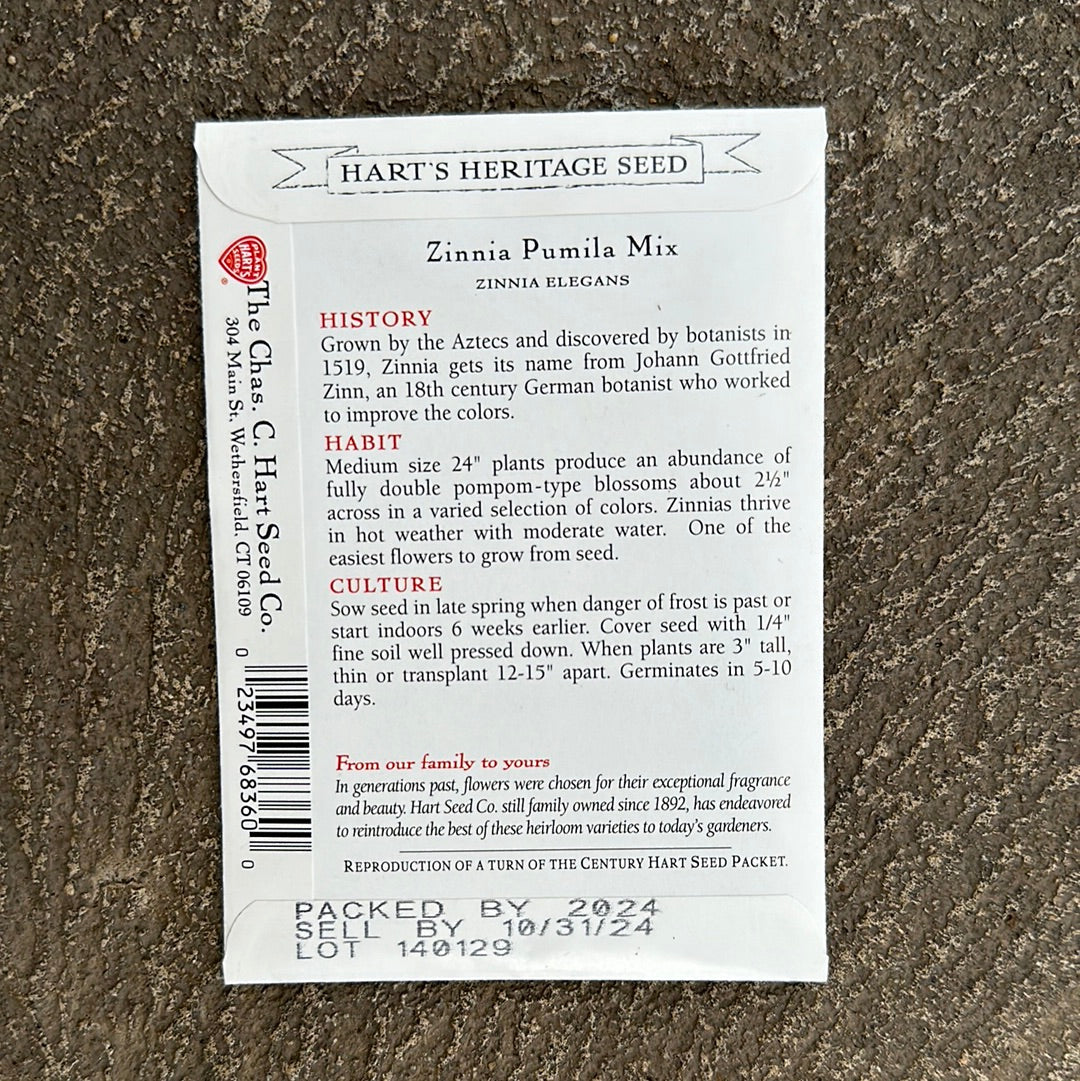 HART'S HERITAGE SEED
Zinnia Pumila Mix
ZINNIA ELEGANS
HISTORY
Grown by the Aztecs and discovered by botanists in
1519, Zinnia gets its name from Johann Gottfried
Zinn, an 18th century German botanist who worked
to improve the colors.
HABIT
Medium size 24" plants produce an abundance of
fully double pompom-type blossoms about 2½"
across in a varied selection of colors. Zinnias thrive
in hot weather with moderate water. One of the
easiest flowers to grow from seed.
CULTURE
Sow seed in late spring when danger of frost is past or
start indoors 6 weeks earlier. Cover seed with 1/4"
fine soil well pressed down. When plants are 3" tall,
thin or transplant 12-15" apart. Germinates in 5-10
days.
From our family to yours
In generations past, flowers were chosen for their exceptional fragrance
and beauty. Hart Seed Co. still family owned since 1892, has endeavored
to reintroduce the best of these heirloom varieties to today's gardeners.
REPRODUCTION OF A TURN OF THE CENTURY HART SEED PACKET.
PLANT
HART'S
SEEDS
®
The Chas. C. Hart Seed Co.
304 Main St. Wethersfield, CT 06109
0 23497 68360 0
PACKED BY 2024
SELL BY 10/31/24
LOT 140129